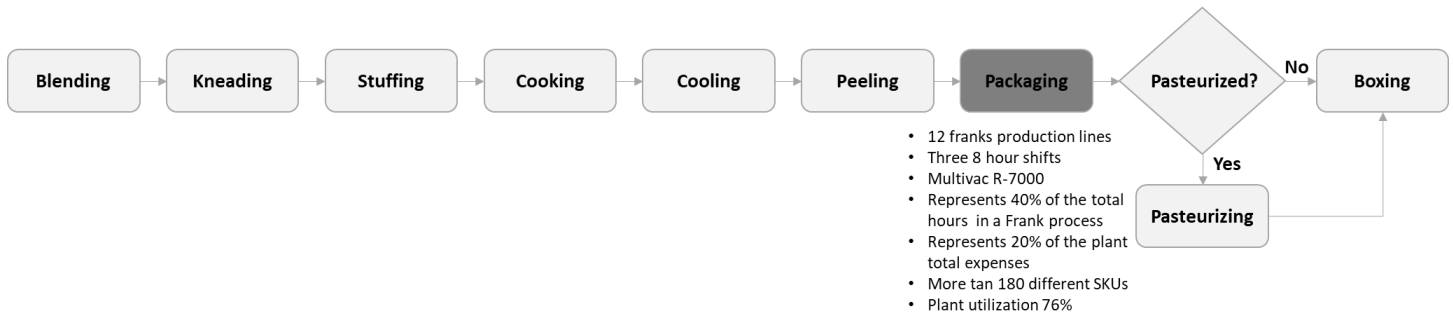 Blending
Kneading
Stuffing
Cooking
Cooling
Peeling
Packaging
Pasteurized?
No
Boxing
Yes
Pasteurizing
• 12 franks production lines
• Three 8 hour shifts
• Multivac R-7000
• Represents 40% of the total
hours in a Frank process
• Represents 20% of the plant
total expenses
• More tan 180 different SKUs
• Plant utilization 76%